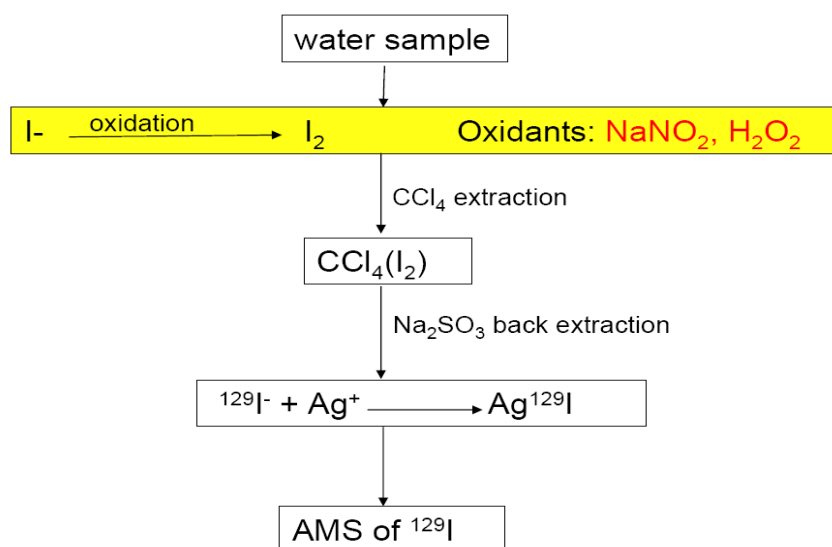 water sample
oxidation
I- I₂ Oxidants: NaNO₂, H₂O₂
CCl₄ extraction
CCl₄(I₂)
Na₂SO₃ back extraction
¹²⁹I⁻ + Ag⁺ Ag¹²⁹I
AMS of ¹²⁹I